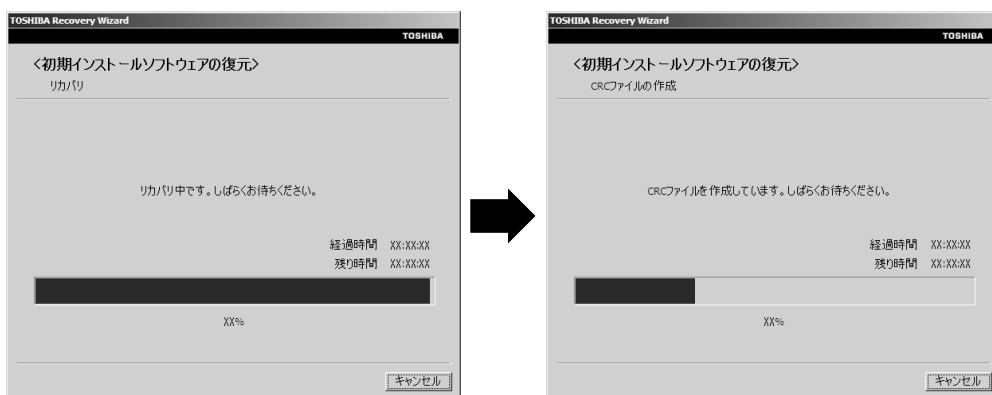 TOSHIBA Recovery Wizard
TOSHIBA
<初期インストールソフトウェアの復元>
リカバリ
リカバリ中です。しばらくお待ちください。
経過時間 XX:XX:XX
残り時間 XX:XX:XX
XX%
キャンセル
TOSHIBA Recovery Wizard
TOSHIBA
<初期インストールソフトウェアの復元>
CRCファイルの作成
CRCファイルを作成しています。しばらくお待ちください。
経過時間 XX:XX:XX
残り時間 XX:XX:XX
XX%
キャンセル